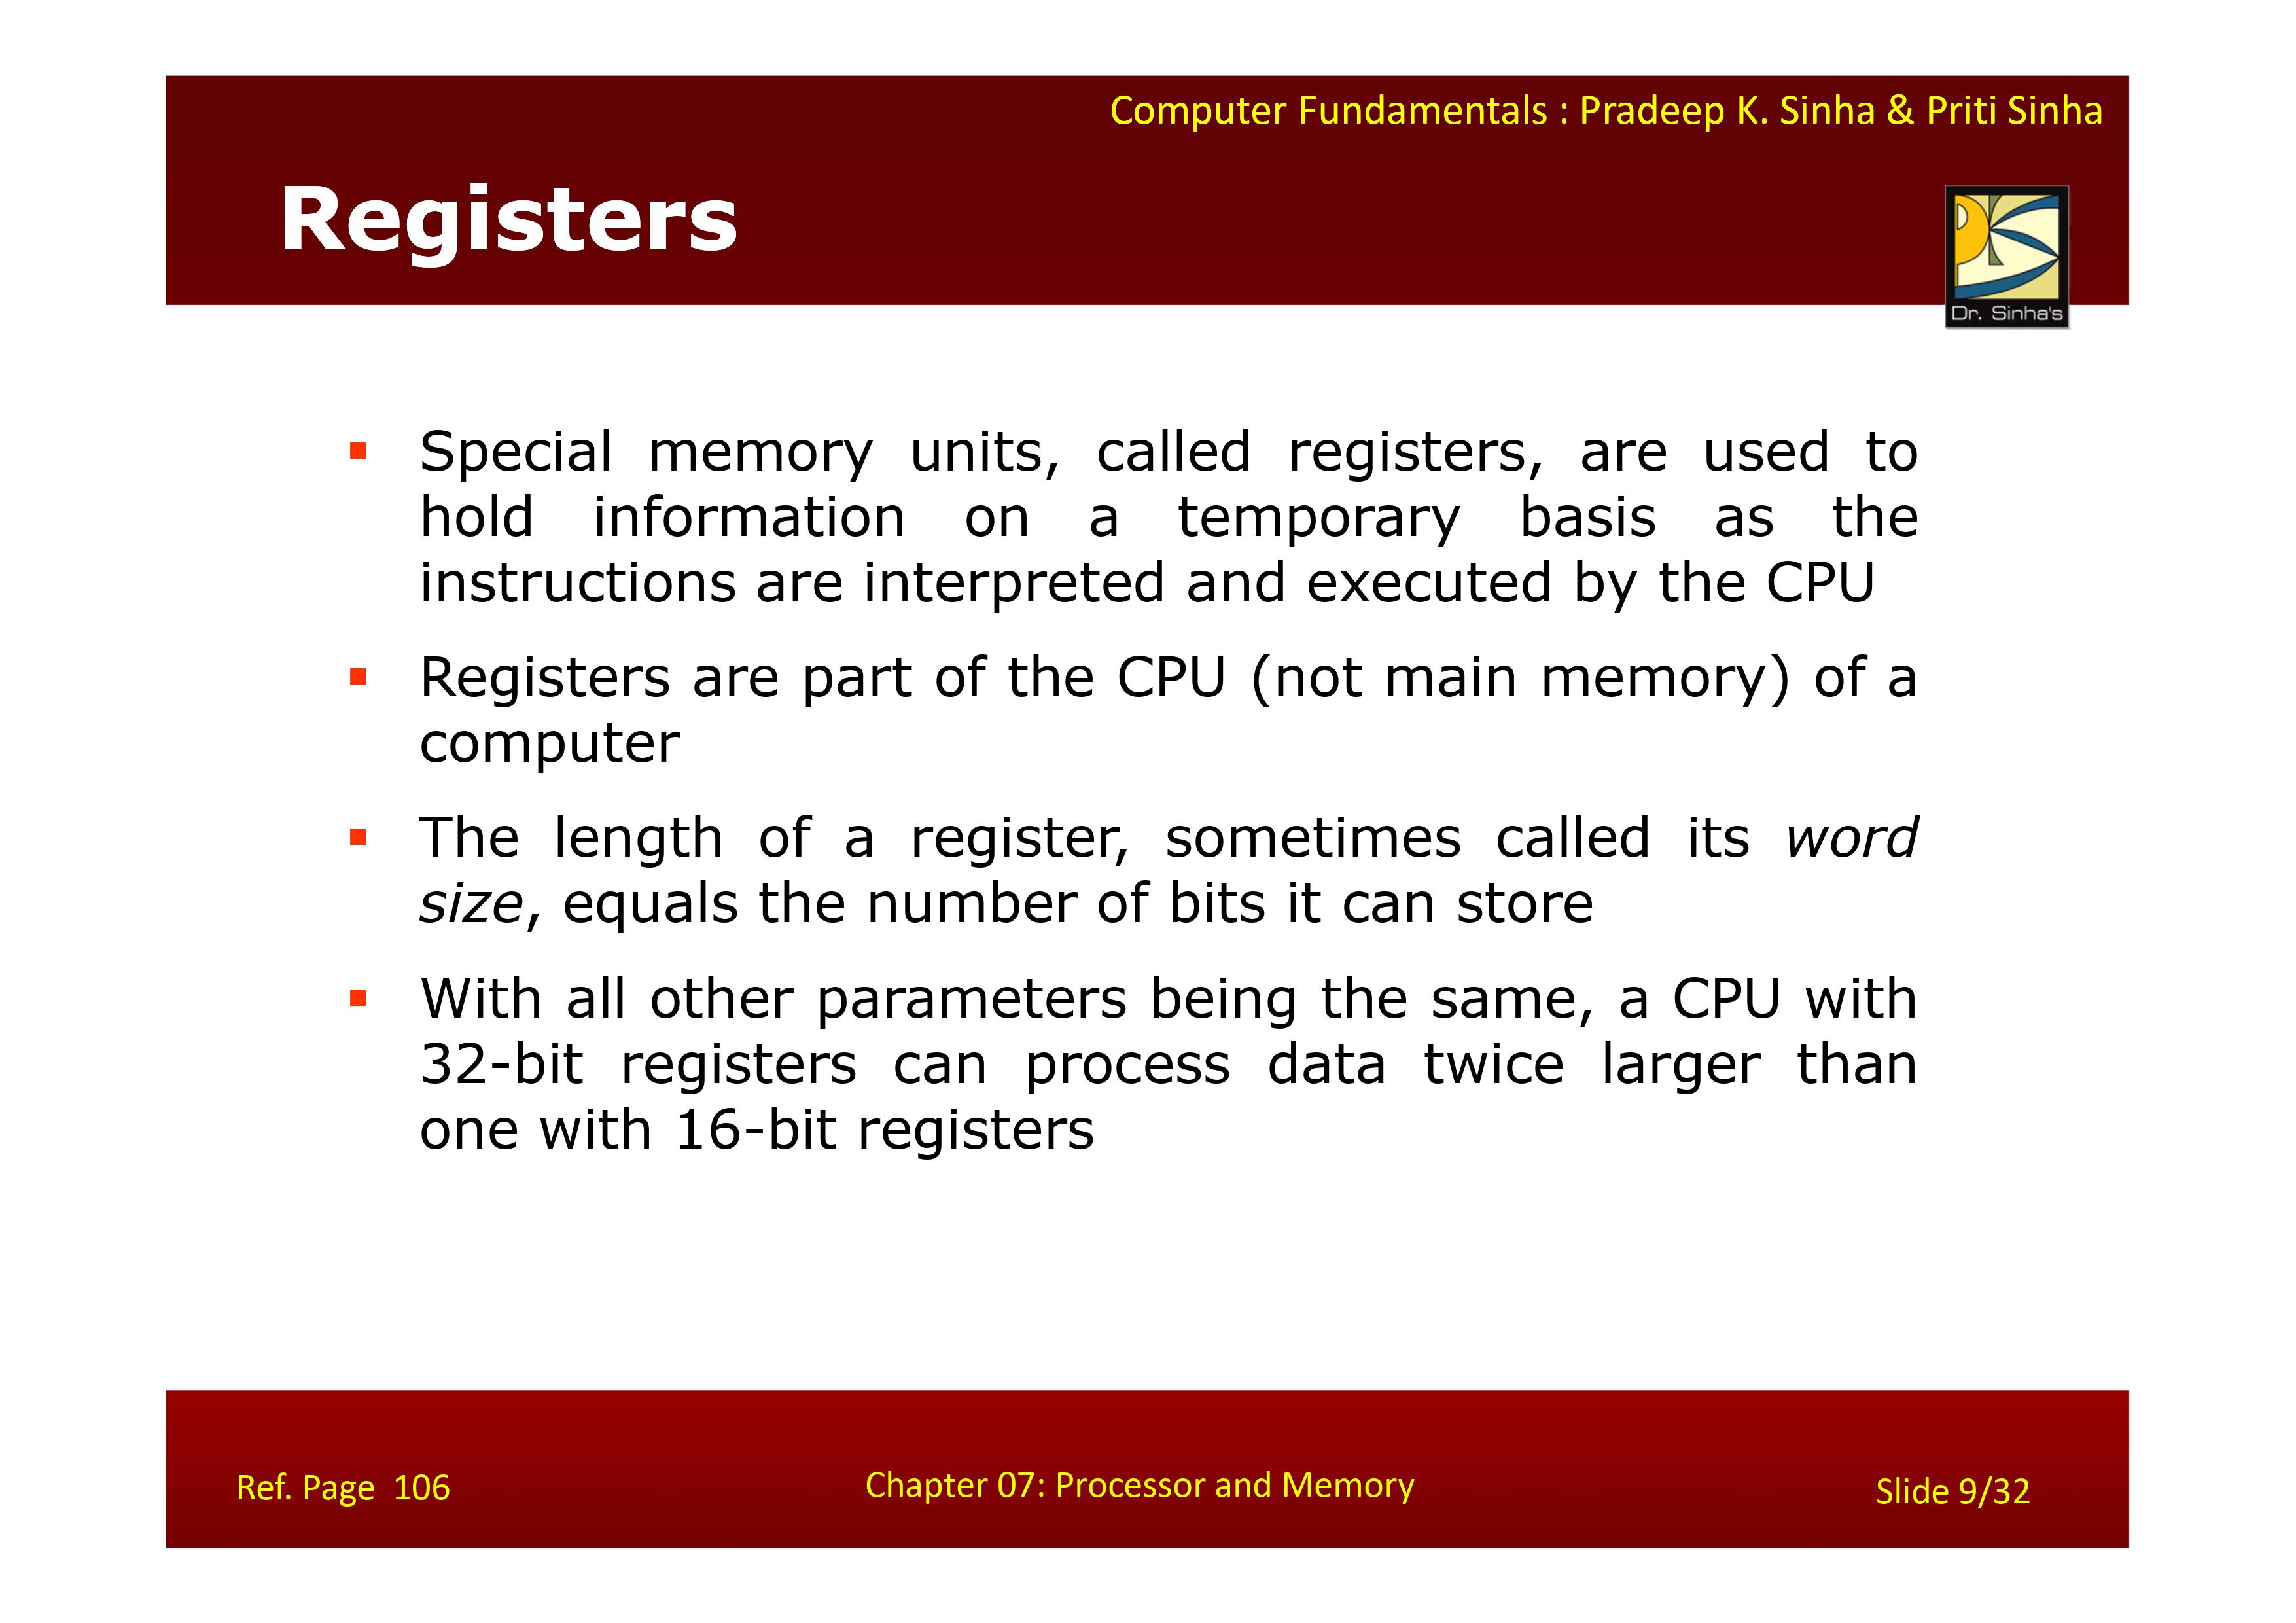 Computer Fundamentals : Pradeep K. Sinha & Priti Sinha
Registers
Dr. Sinha's
▪ Special memory units, called registers, are used to
hold information on a temporary basis as the
instructions are interpreted and executed by the CPU
▪ Registers are part of the CPU (not main memory) of a
computer
▪ The length of a register, sometimes called its word
size, equals the number of bits it can store
▪ With all other parameters being the same, a CPU with
32-bit registers can process data twice larger than
one with 16-bit registers
Ref. Page 106
Chapter 07: Processor and Memory
Slide 9/32